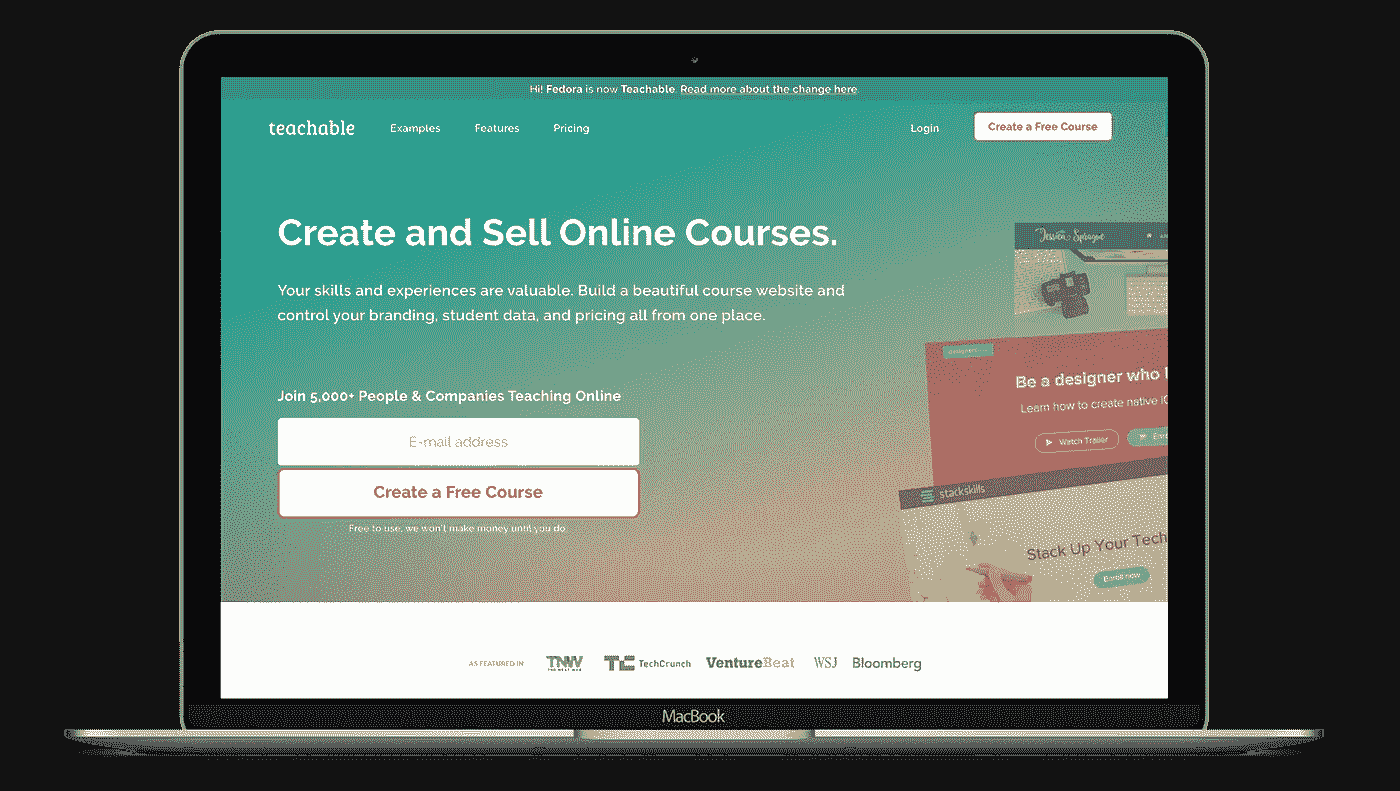 Hi! Fedora is now Teachable. Read more about the change here.
teachable Examples Features Pricing Login Create a Free Course
Create and Sell Online Courses.
Your skills and experiences are valuable. Build a beautiful course website and
control your branding, student data, and pricing all from one place.
Jessica Sprague
Be a designer who
Learn how to create native
Watch Trailer
Join 5,000+ People & Companies Teaching Online
E-mail address
Create a Free Course
Free to use, we won't make money until you do
stackskills
Stack Up Your Tech
Enroll now
AS FEATURED IN TNW TC TechCrunch VentureBeat WSJ Bloomberg
MacBook